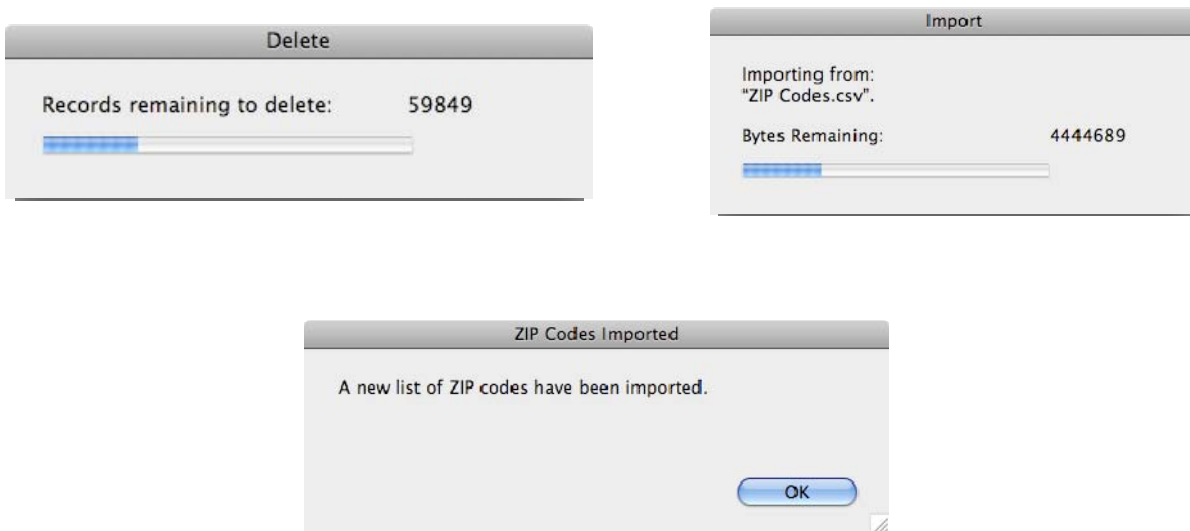 Delete
Records remaining to delete: 59849
Import
Importing from:
"ZIP Codes.csv".
Bytes Remaining: 4444689
ZIP Codes Imported
A new list of ZIP codes have been imported.
OK